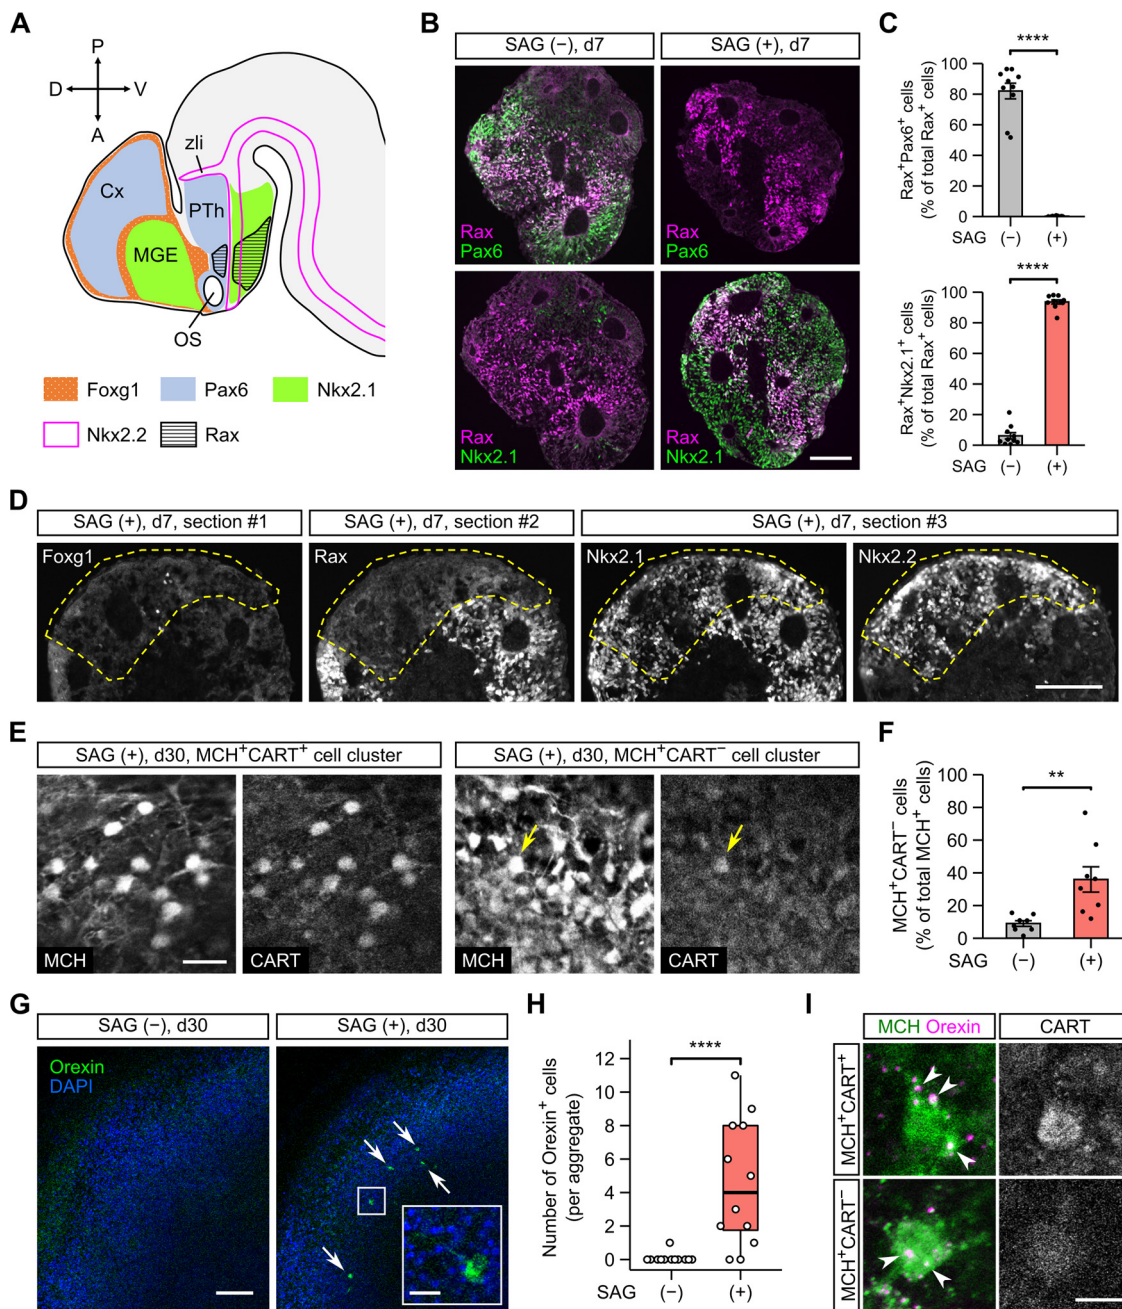 A
P
D
V
A
zli
Cx
PTh
MGE
OS
Foxg1
Pax6
Nkx2.1
Nkx2.2
Rax
B
SAG (−), d7
SAG (+), d7
Rax
Pax6
Rax
Pax6
Rax
Nkx2.1
Rax
Nkx2.1
C
****
Rax⁺Pax6⁺ cells
(% of total Rax⁺ cells)
100
80
60
40
20
0
SAG (−) (+)
****
Rax⁺Nkx2.1⁺ cells
(% of total Rax⁺ cells)
100
80
60
40
20
0
SAG (−) (+)
D
SAG (+), d7, section #1
SAG (+), d7, section #2
SAG (+), d7, section #3
Foxg1
Rax
Nkx2.1
Nkx2.2
E
SAG (+), d30, MCH⁺CART⁺ cell cluster
SAG (+), d30, MCH⁺CART⁻ cell cluster
MCH
CART
MCH
CART
F
**
MCH⁺CART⁻ cells
(% of total MCH⁺ cells)
100
80
60
40
20
0
SAG (−) (+)
G
SAG (−), d30
SAG (+), d30
Orexin
DAPI
H
****
Number of Orexin⁺ cells
(per aggregate)
12
10
8
6
4
2
0
SAG (−) (+)
I
MCH Orexin
CART
MCH⁺CART⁺
MCH⁺CART⁻